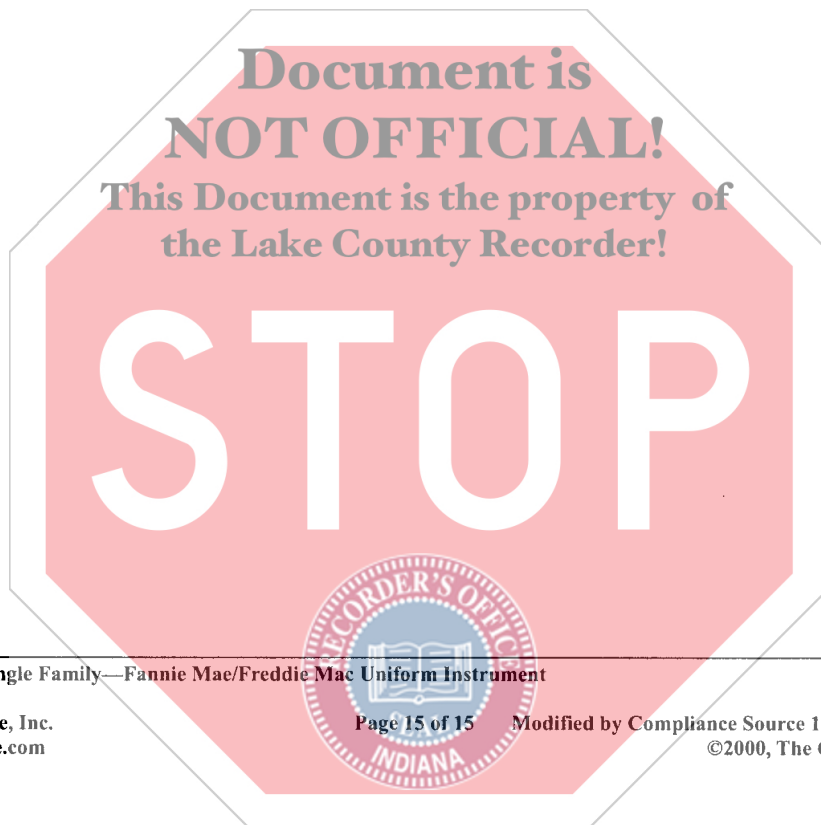 Document is
NOT OFFICIAL!
This Document is the property of
the Lake County Recorder!
STOP
RECORDER'S OFFICE
ngle Family—Fannie Mae/Freddie Mac Uniform Instrument
e, Inc.
Page 15 of 15 Modified by Compliance Source 1
e.com
©2000, The
SEAL
INDIANA